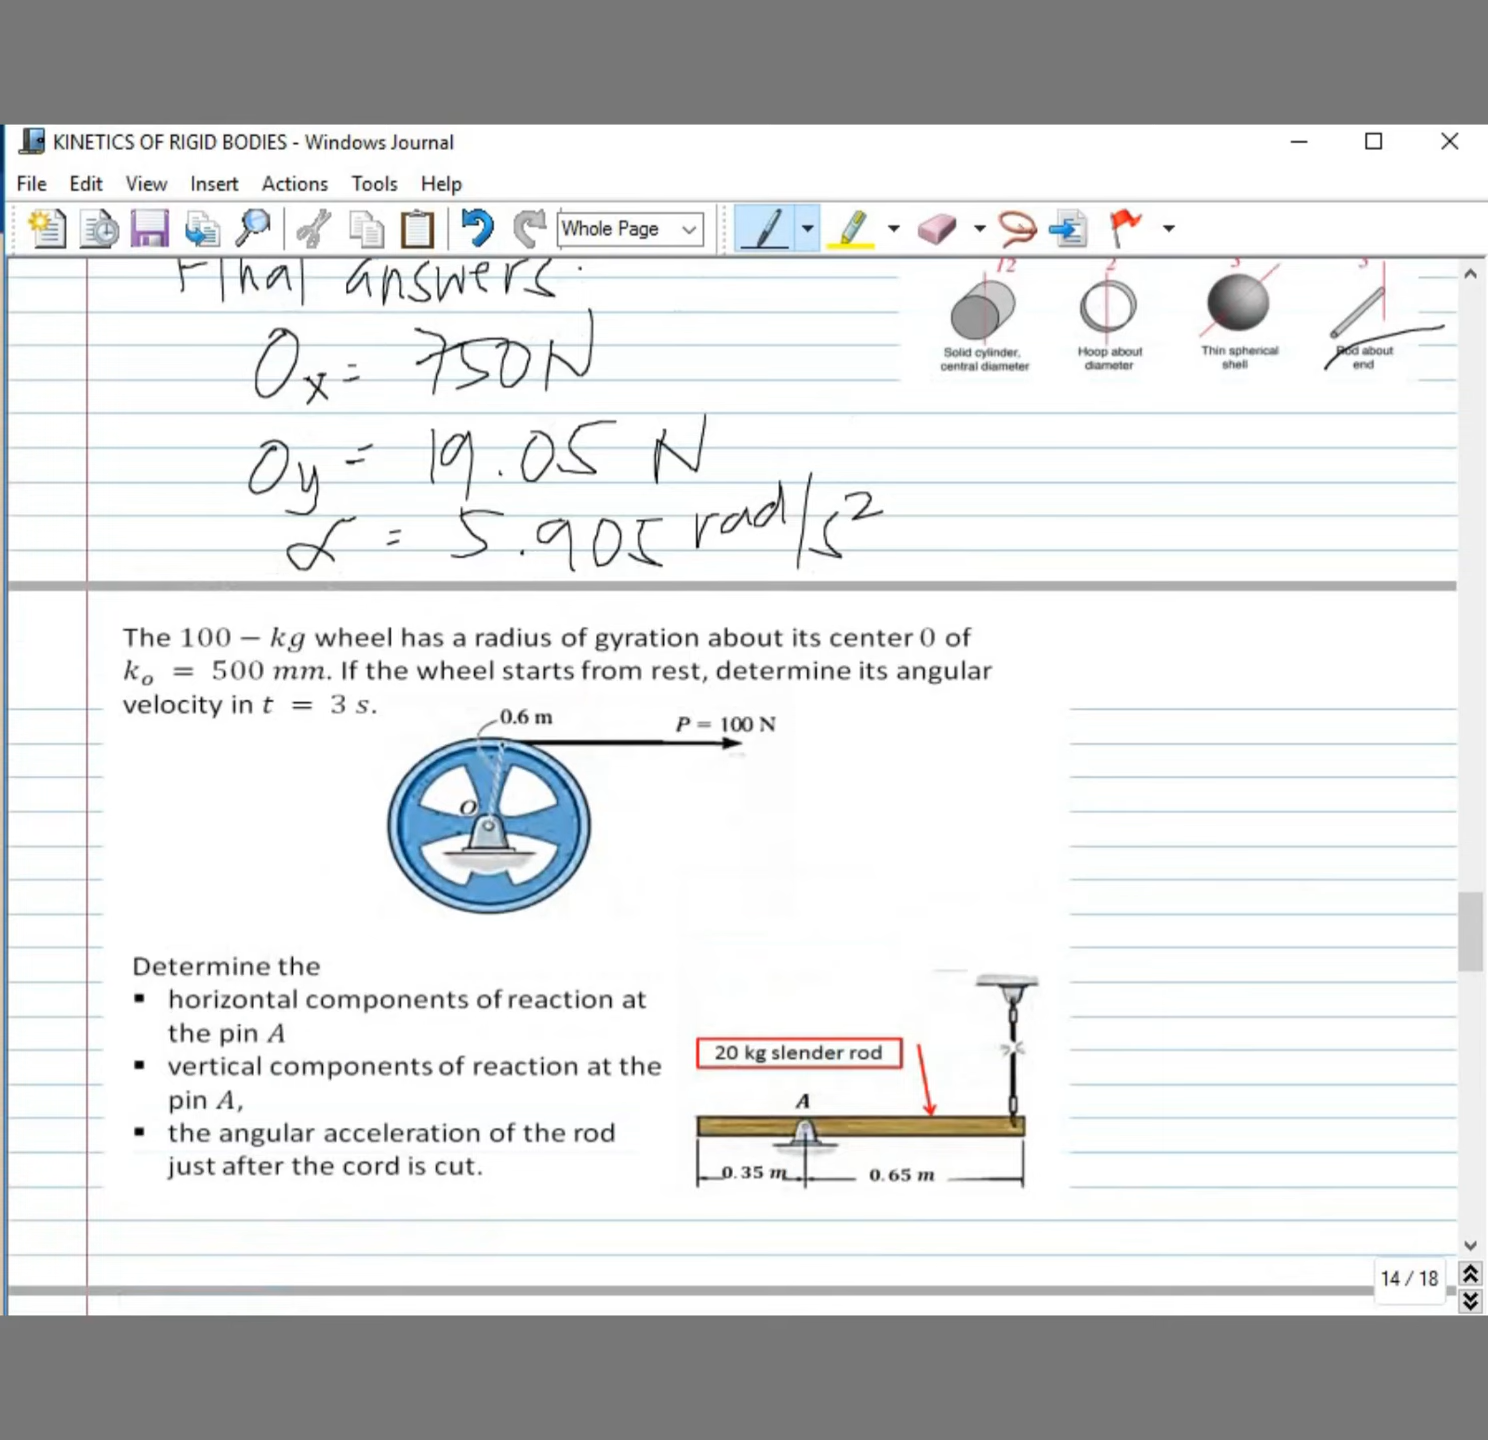 KINETICS OF RIGID BODIES - Windows Journal
File Edit View Insert Actions Tools Help
Whole Page
Final answers:
Ox = 750N
Oy = 19.05 N
α = 5.905 rad/s²
12 2 3 3
Solid cylinder,
central diameter
Hoop about
diameter
Thin spherical
shell
Rod about
end
The 100 – kg wheel has a radius of gyration about its center 0 of
kₒ = 500 mm. If the wheel starts from rest, determine its angular
velocity in t = 3 s.
0.6 m
P = 100 N
O
Determine the
▪ horizontal components of reaction at
the pin A
▪ vertical components of reaction at the
pin A,
▪ the angular acceleration of the rod
just after the cord is cut.
20 kg slender rod
A
0.35 m
0.65 m
14 / 18